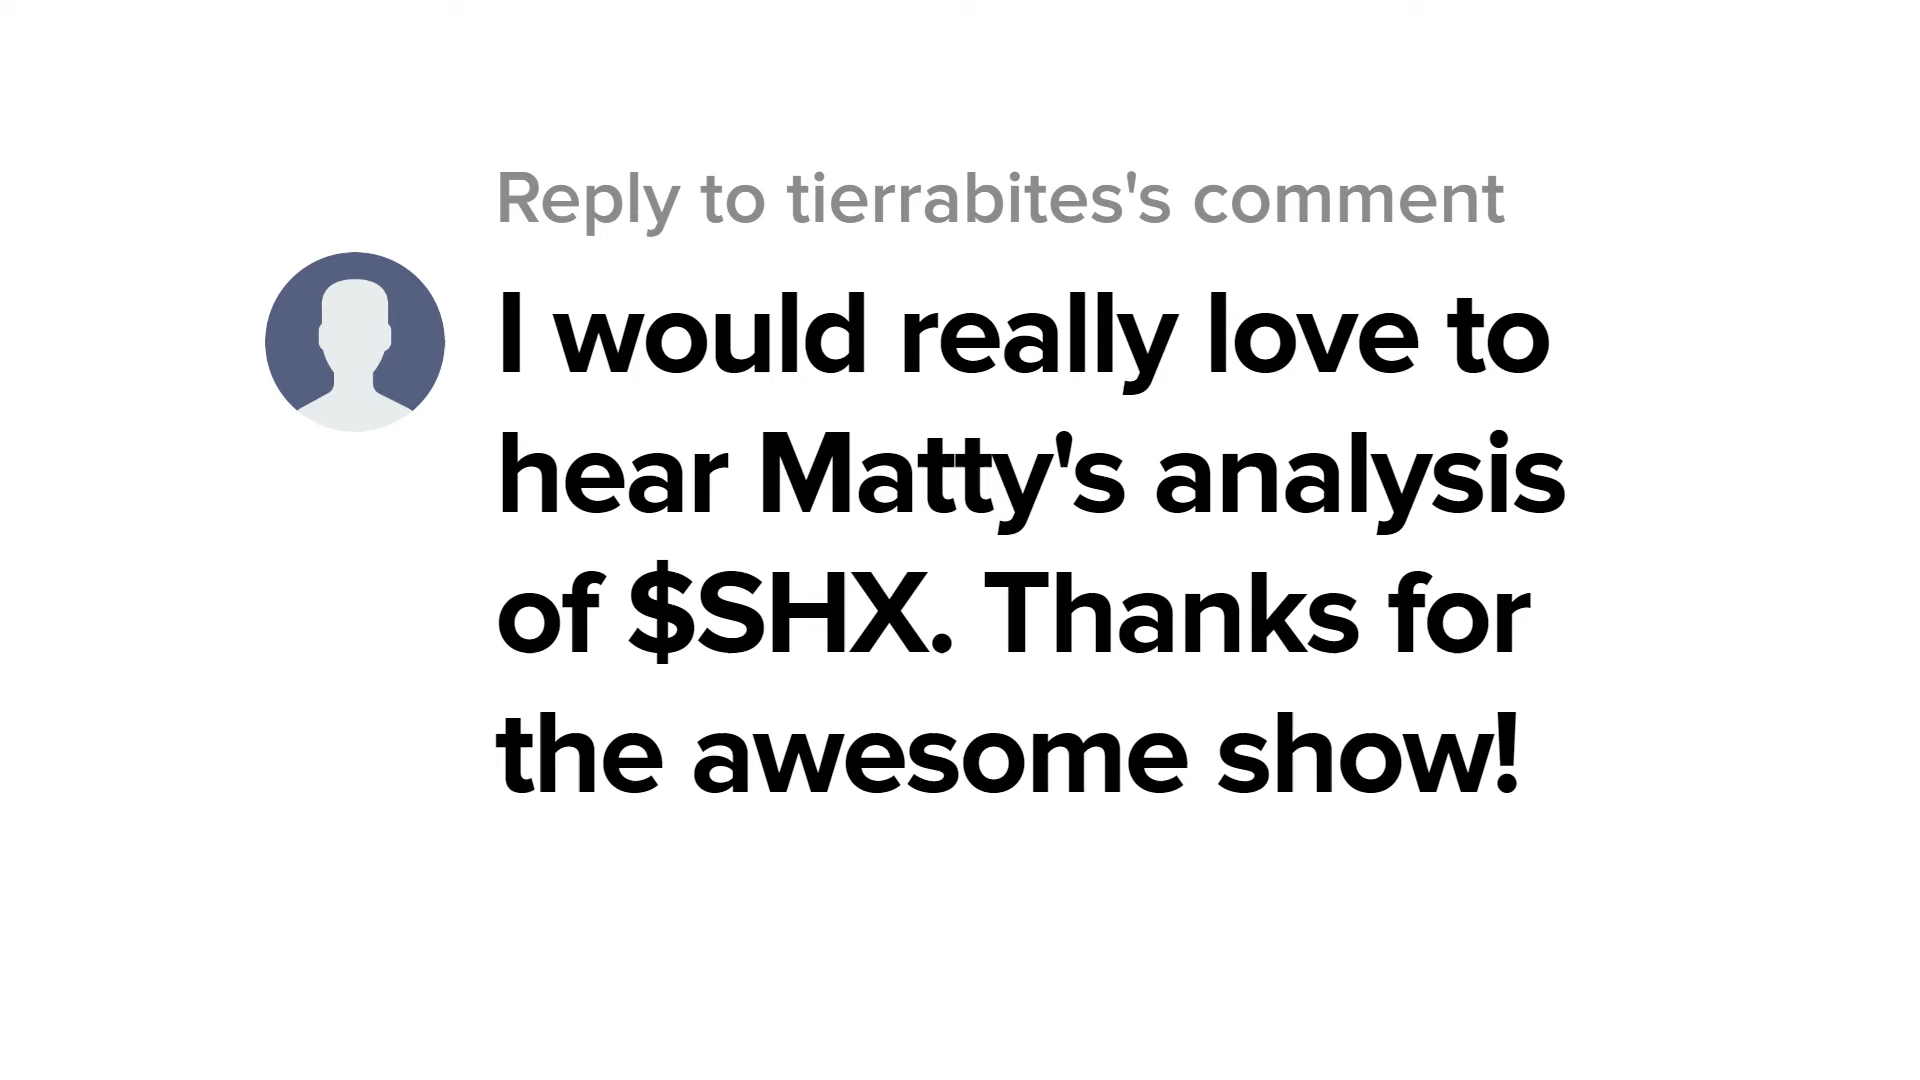 Reply to tierrabites's comment
I would really love to
hear Matty's analysis
of $SHX. Thanks for
the awesome show!